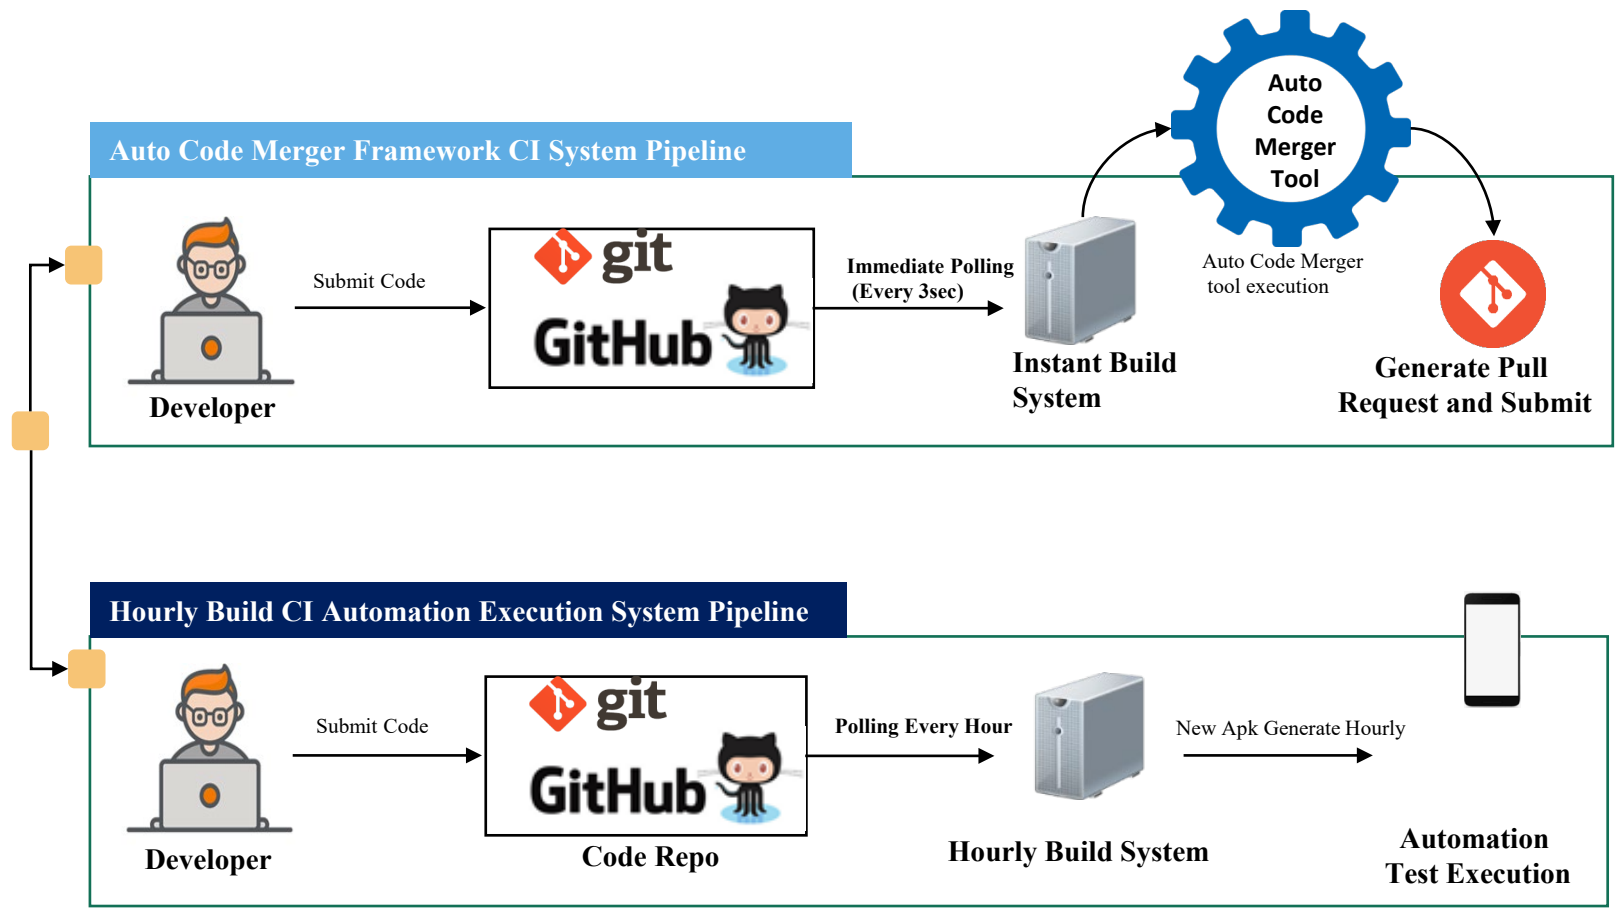 Auto
Code
Merger
Tool
Auto Code Merger Framework CI System Pipeline
Submit Code
git
GitHub
Immediate Polling
(Every 3sec)
Auto Code Merger
tool execution
Developer
Instant Build
System
Generate Pull
Request and Submit
Hourly Build CI Automation Execution System Pipeline
Submit Code
git
GitHub
Polling Every Hour
New Apk Generate Hourly
Developer
Code Repo
Hourly Build System
Automation
Test Execution